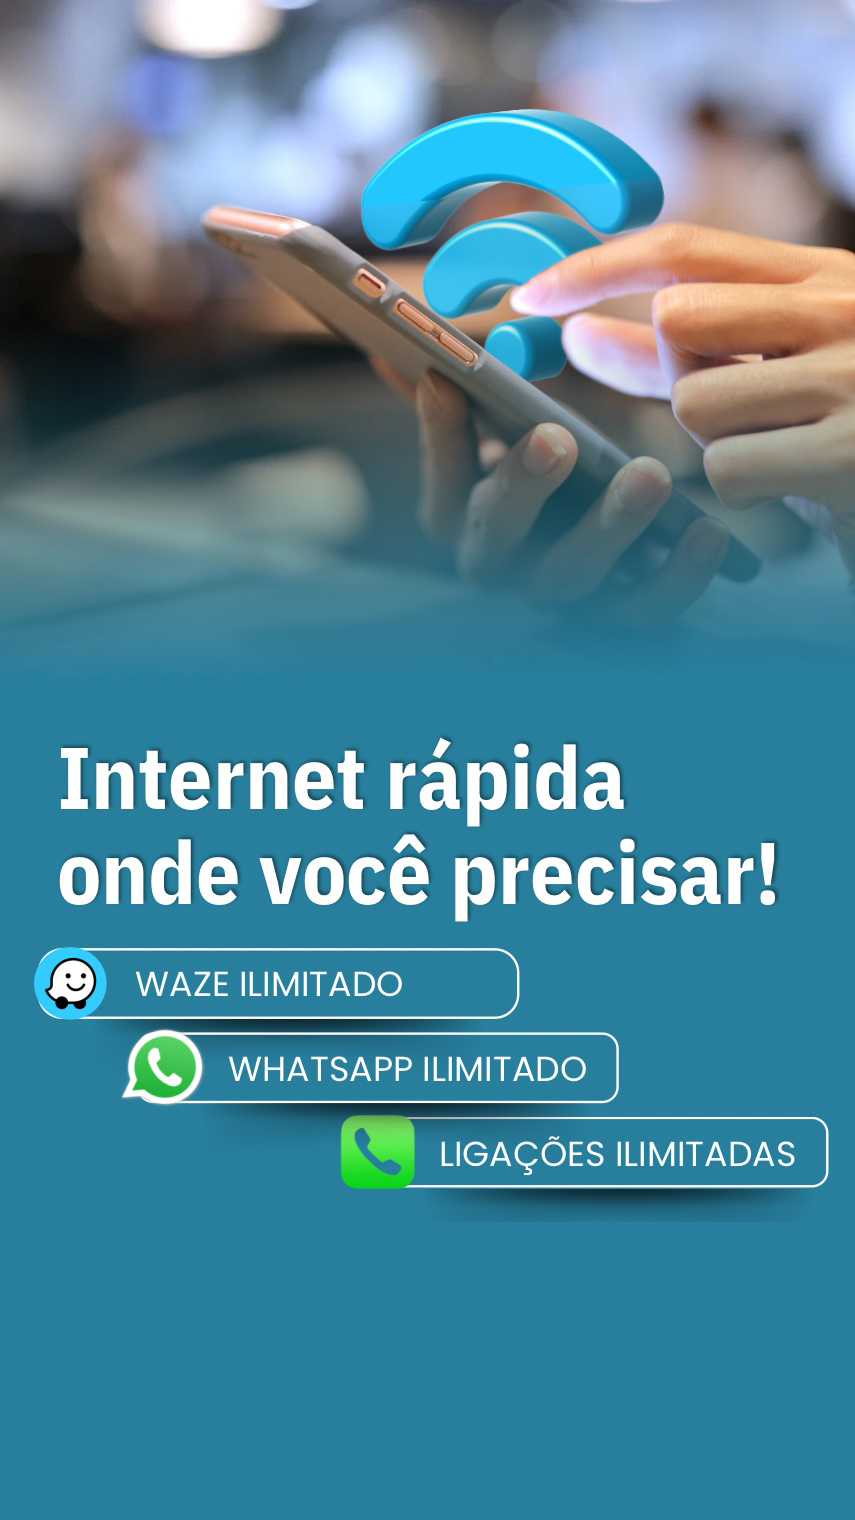 Internet rápida
onde você precisar!
WAZE ILIMITADO
WHATSAPP ILIMITADO
LIGAÇÕES ILIMITADAS